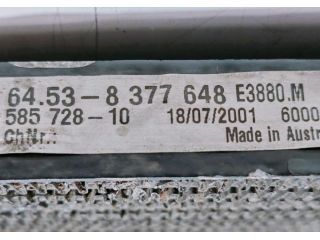 64.53-8 377 648 E3880.M
585 728-10 18/07/2001 6000
ChNr.: Made in Austr